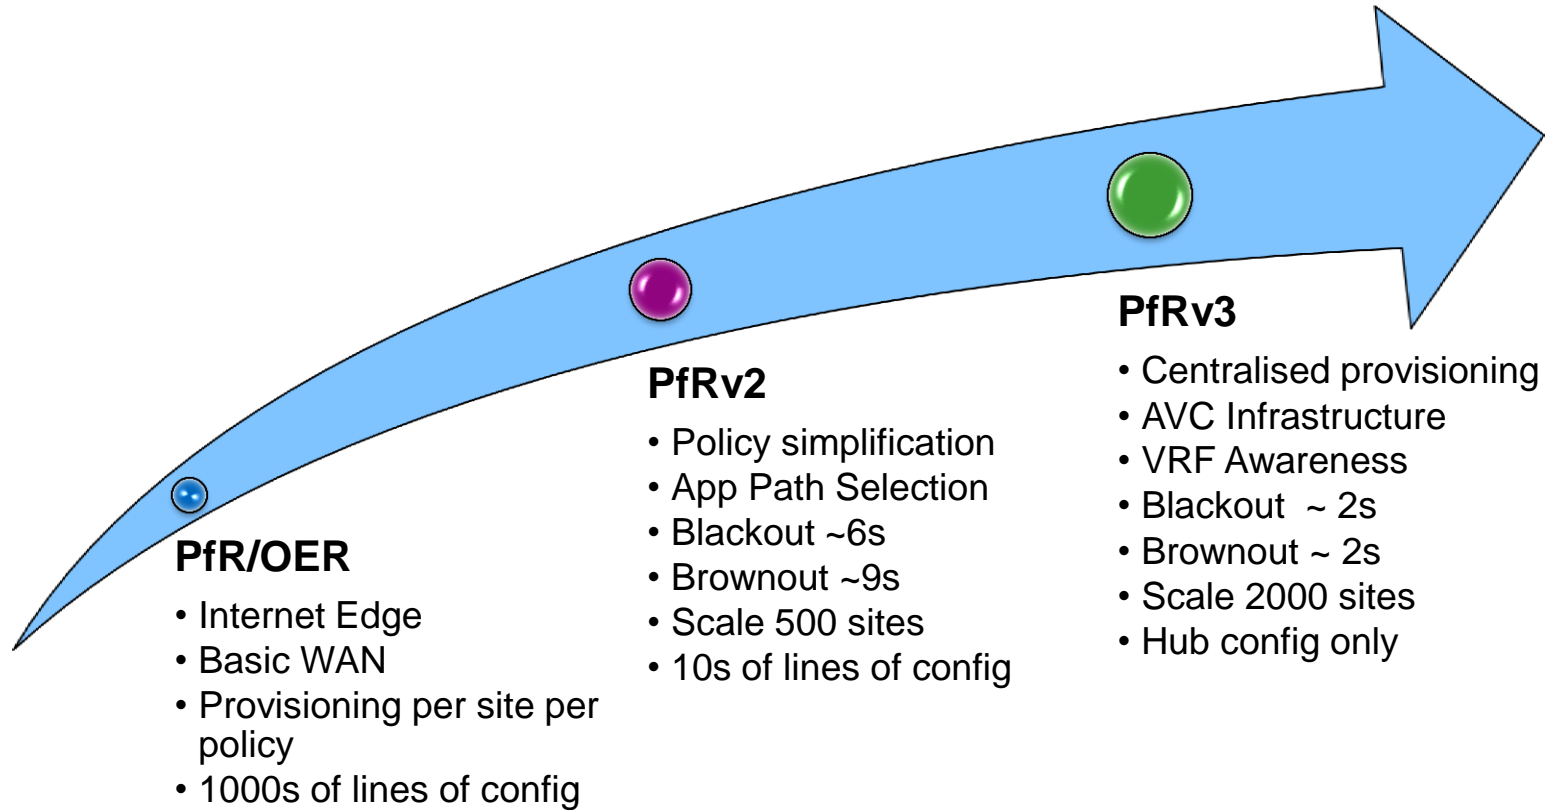 PfR/OER
• Internet Edge
• Basic WAN
• Provisioning per site per
policy
• 1000s of lines of config
PfRv2
• Policy simplification
• App Path Selection
• Blackout ~6s
• Brownout ~9s
• Scale 500 sites
• 10s of lines of config
PfRv3
• Centralised provisioning
• AVC Infrastructure
• VRF Awareness
• Blackout ~ 2s
• Brownout ~ 2s
• Scale 2000 sites
• Hub config only